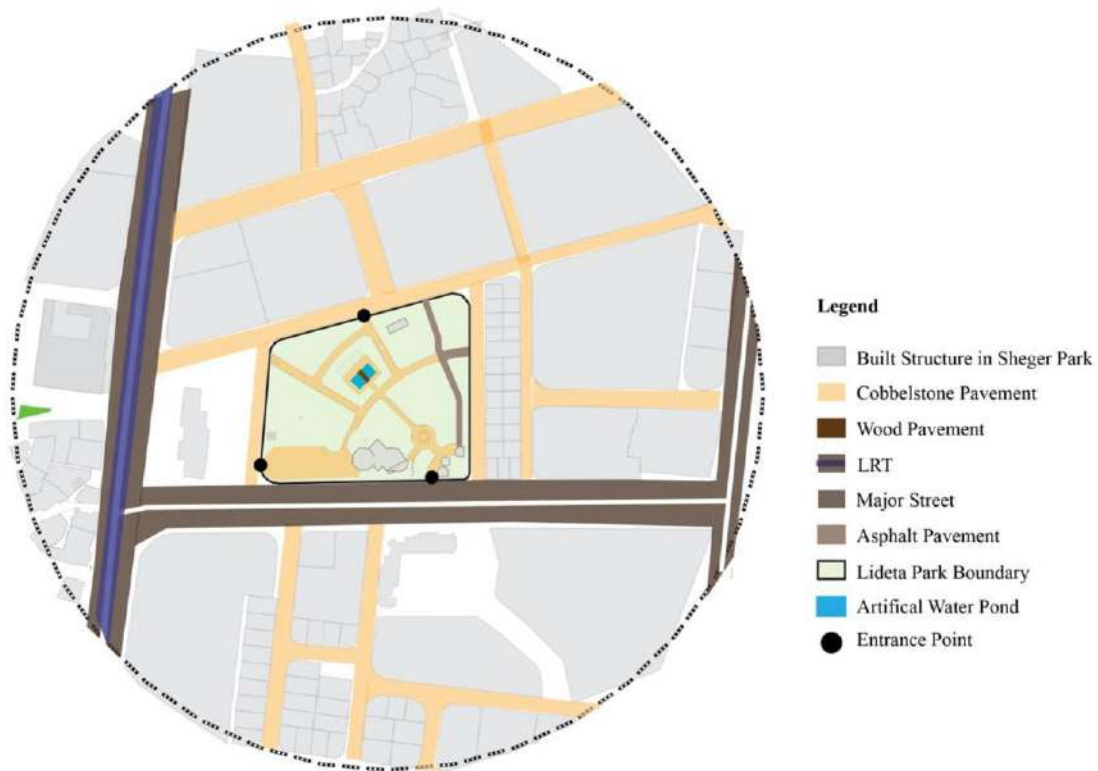 Legend
Built Structure in Sheger Park
Cobbelstone Pavement
Wood Pavement
LRT
Major Street
Asphalt Pavement
Lideta Park Boundary
Artifical Water Pond
Entrance Point